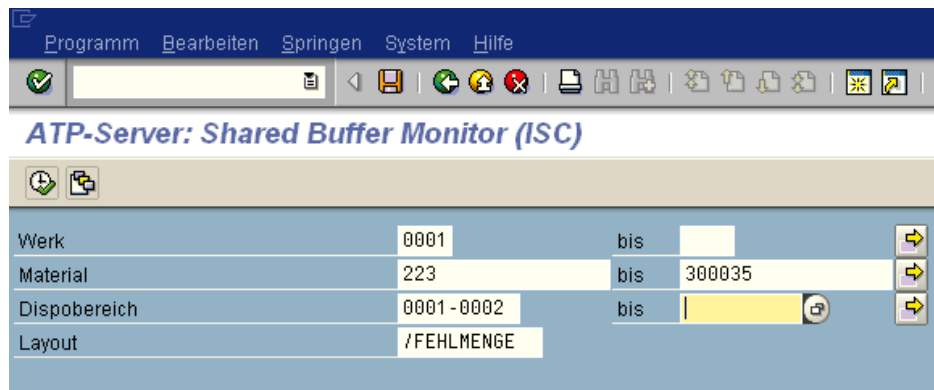 Programm Bearbeiten Springen System Hilfe
ATP-Server: Shared Buffer Monitor (ISC)
Werk 0001 bis
Material 223 bis 300035
Dispobereich 0001-0002 bis
Layout /FEHLMENGE